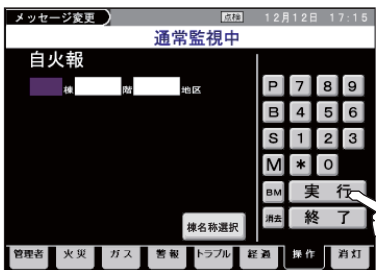 メッセージ変更 点検 12月12日 17:15
通常監視中
自火報
棟 階 地区
P 7 8 9
B 4 5 6
S 1 2 3
M * 0
BM 実 行
消去 終 了
棟名称選択
管理者 火災 ガス 警報 トラブル 経過 操作 消灯